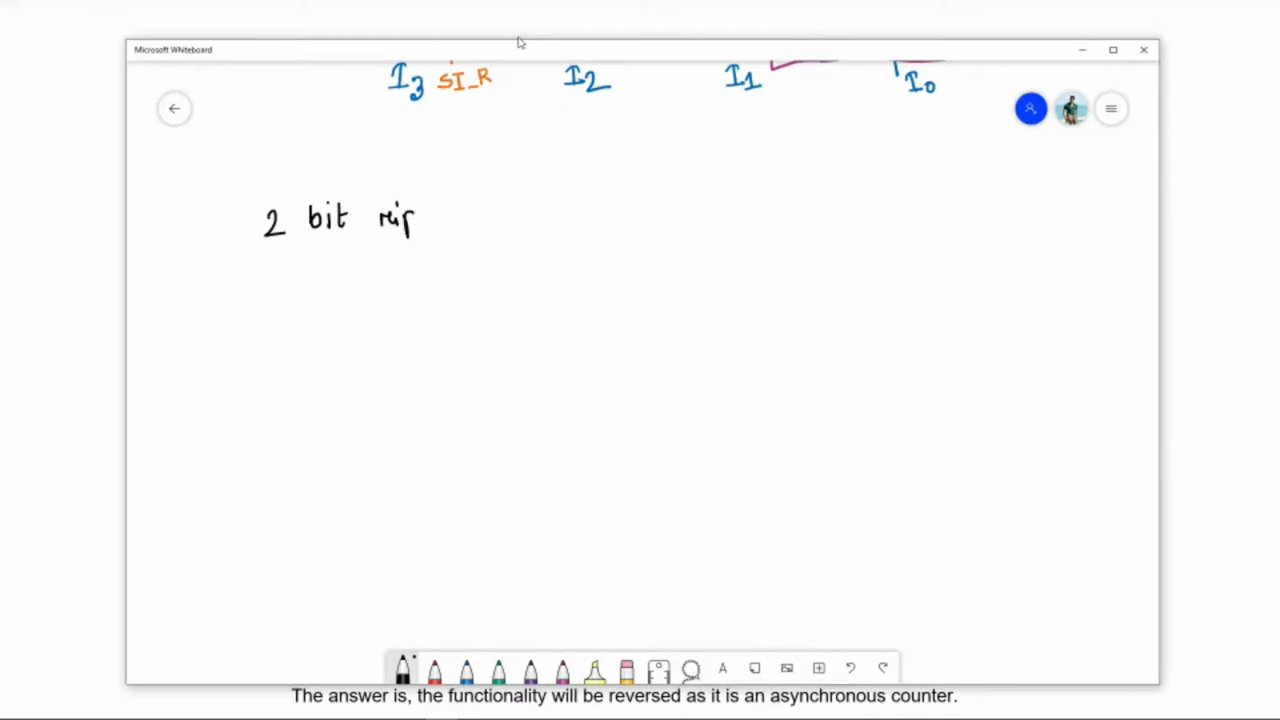 Microsoft Whiteboard
I3 SI_R I2 I1 I0
2 bit rip
A
The answer is, the functionality will be reversed as it is an asynchronous counter.